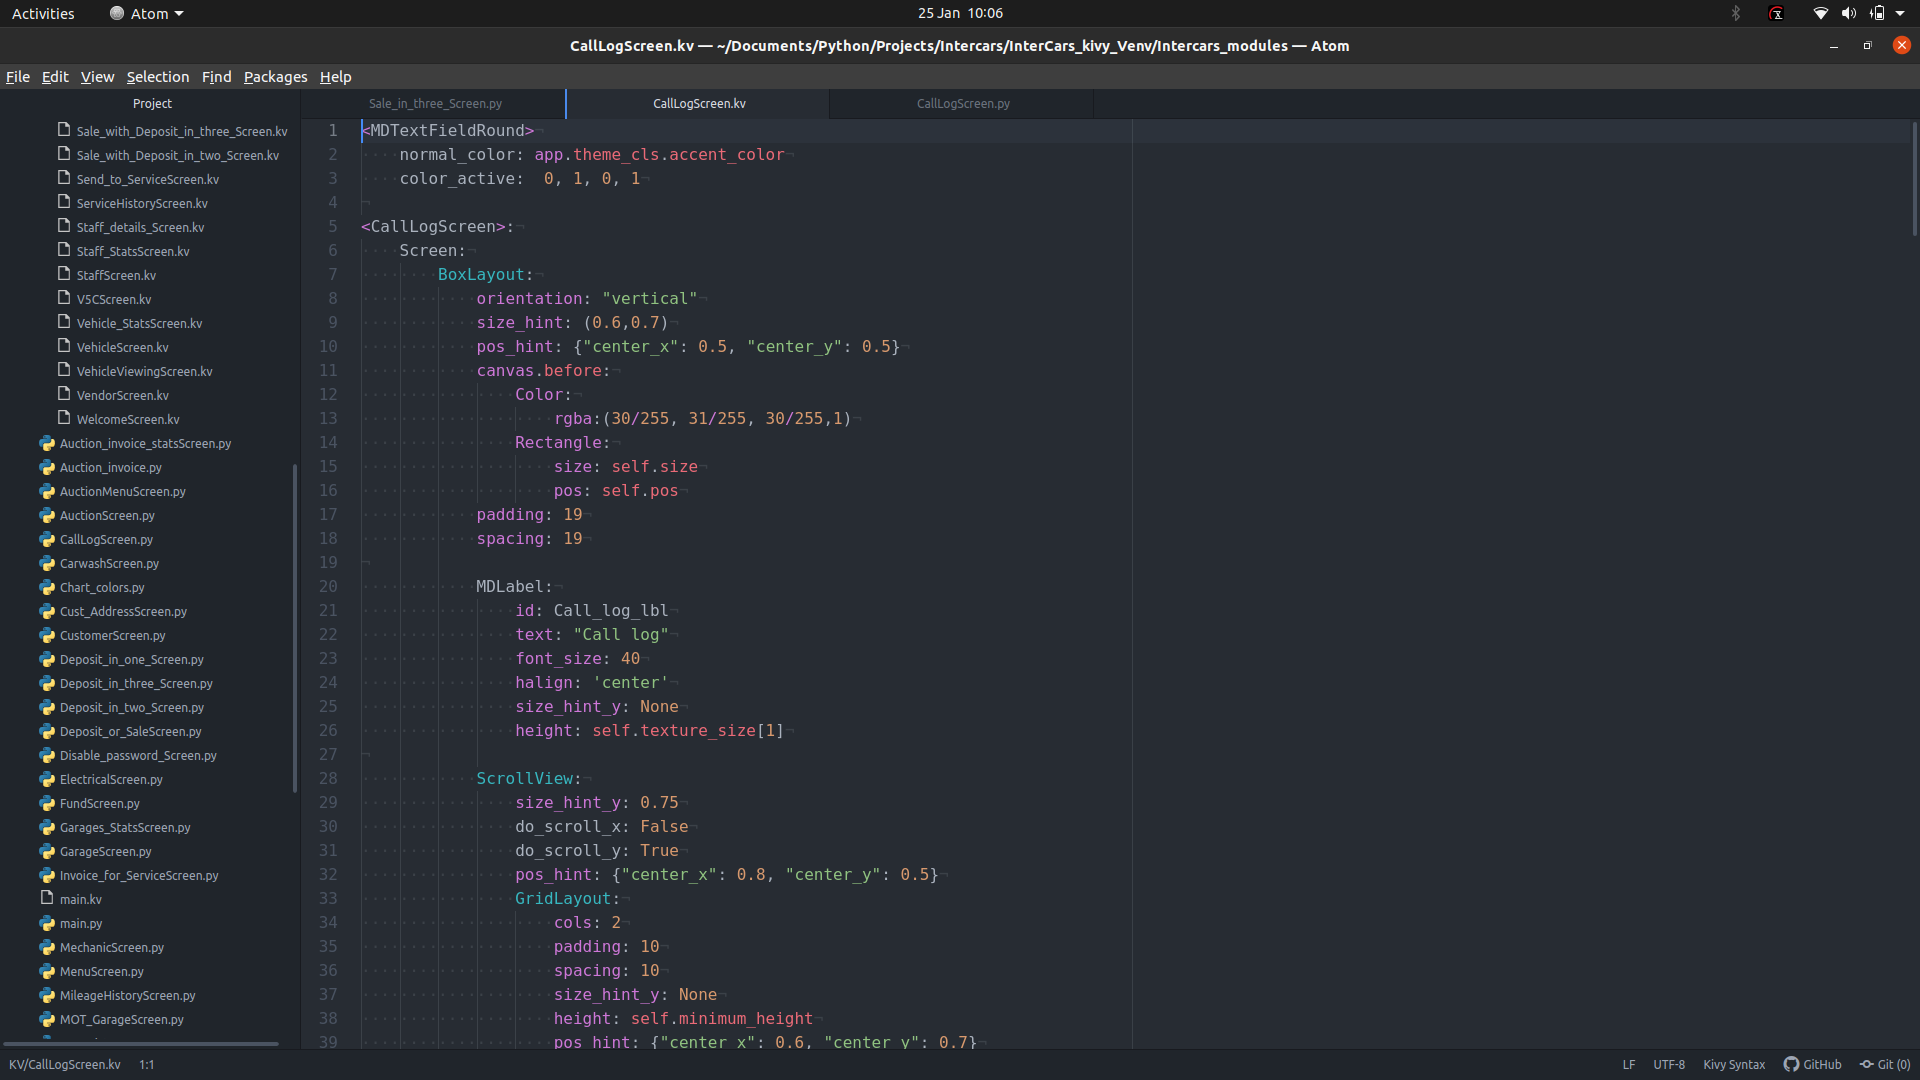 Activities
Atom
25 Jan 10:06
CallLogScreen.kv — ~/Documents/Python/Projects/Intercars/InterCars_kivy_Venv/Intercars_modules — Atom
File Edit View Selection Find Packages Help
Project
Sale_with_Deposit_in_three_Screen.kv
Sale_with_Deposit_in_two_Screen.kv
Send_to_ServiceScreen.kv
ServiceHistoryScreen.kv
Staff_details_Screen.kv
Staff_StatsScreen.kv
StaffScreen.kv
V5CScreen.kv
Vehicle_StatsScreen.kv
VehicleScreen.kv
VehicleViewingScreen.kv
VendorScreen.kv
WelcomeScreen.kv
Auction_invoice_statsScreen.py
Auction_invoice.py
AuctionMenuScreen.py
AuctionScreen.py
CallLogScreen.py
CarwashScreen.py
Chart_colors.py
Cust_AddressScreen.py
CustomerScreen.py
Deposit_in_one_Screen.py
Deposit_in_three_Screen.py
Deposit_in_two_Screen.py
Deposit_or_SaleScreen.py
Disable_password_Screen.py
ElectricalScreen.py
FundScreen.py
Garages_StatsScreen.py
GarageScreen.py
Invoice_for_ServiceScreen.py
main.kv
main.py
MechanicScreen.py
MenuScreen.py
MileageHistoryScreen.py
MOT_GarageScreen.py
Sale_in_three_Screen.py
CallLogScreen.kv
CallLogScreen.py
1 <MDTextFieldRound>
2 normal_color: app.theme_cls.accent_color
3 color_active:  0, 1, 0, 1
4
5 <CallLogScreen>:
6 Screen:
7 BoxLayout:
8 orientation: "vertical"
9 size_hint: (0.6,0.7)
10 pos_hint: {"center_x": 0.5, "center_y": 0.5}
11 canvas.before:
12 Color:
13 rgba:(30/255, 31/255, 30/255,1)
14 Rectangle:
15 size: self.size
16 pos: self.pos
17 padding: 19
18 spacing: 19
19
20 MDLabel:
21 id: Call_log_lbl
22 text: "Call log"
23 font_size: 40
24 halign: 'center'
25 size_hint_y: None
26 height: self.texture_size[1]
27
28 ScrollView:
29 size_hint_y: 0.75
30 do_scroll_x: False
31 do_scroll_y: True
32 pos_hint: {"center_x": 0.8, "center_y": 0.5}
33 GridLayout:
34 cols: 2
35 padding: 10
36 spacing: 10
37 size_hint_y: None
38 height: self.minimum_height
39 pos_hint: {"center_x": 0.6, "center_y": 0.7}
KV/CallLogScreen.kv 1:1
LF UTF-8 Kivy Syntax GitHub Git (0)